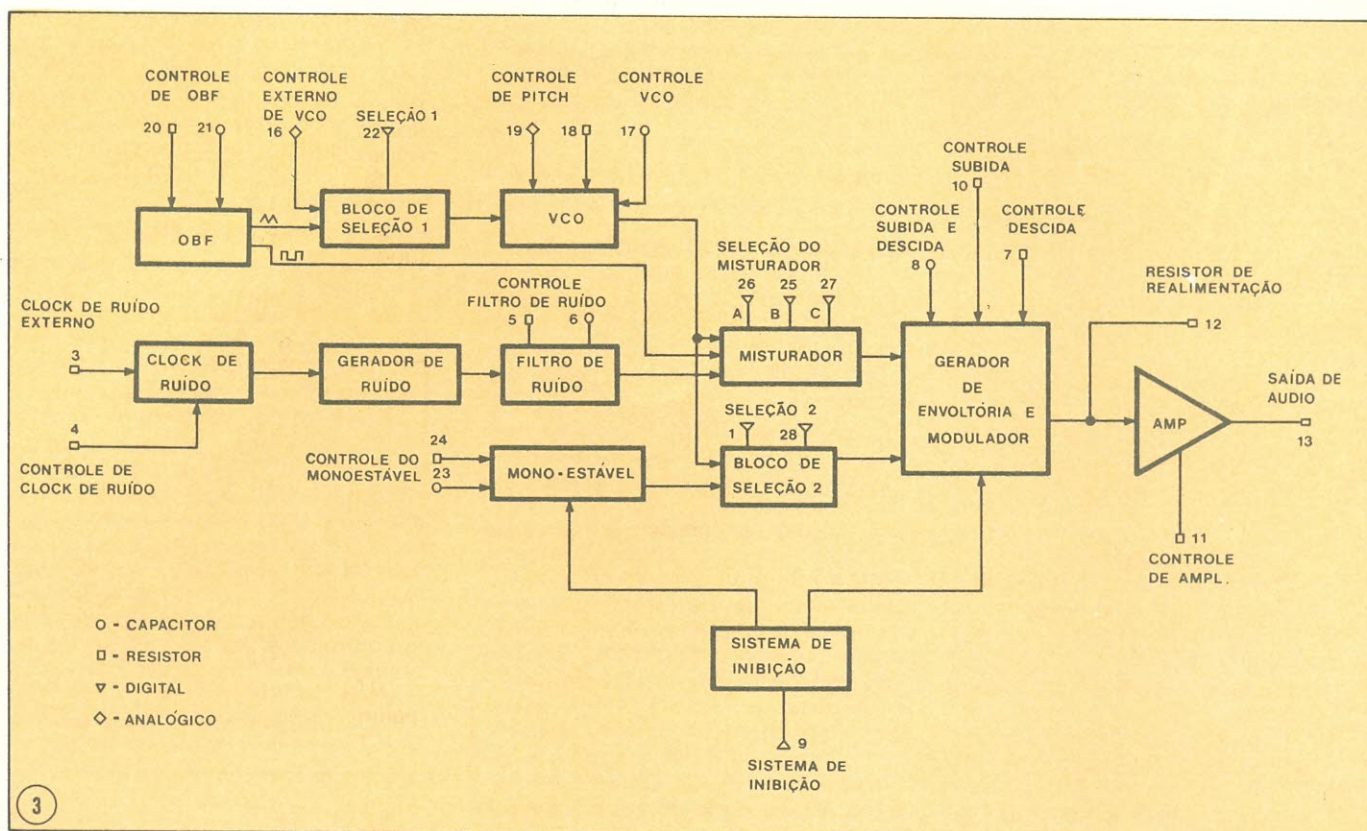 CONTROLE
DE OBF
20
21
CONTROLE
EXTERNO
DE VCO
16
SELEÇÃO 1
22
CONTROLE
DE PITCH
19
18
CONTROLE
VCO
17
OBF
BLOCO DE
SELEÇÃO 1
VCO
CONTROLE
SUBIDA
10
CONTROLE
SUBIDA E
DESCIDA
8
CONTROLE
DESCIDA
7
SELEÇÃO DO
MISTURADOR
26
25
27
A
B
C
MISTURADOR
RESISTOR DE
REALIMENTAÇÃO
12
CLOCK DE RUÍDO
EXTERNO
3
CLOCK DE
RUÍDO
GERADOR DE
RUÍDO
CONTROLE
FILTRO DE RUÍDO
5
6
FILTRO DE
RUÍDO
GERADOR
DE
ENVOLTÓRIA E
MODULADOR
AMP
SAÍDA DE
AUDIO
13
4
CONTROLE DE
CLOCK DE RUÍDO
CONTROLE DO
MONOESTÁVEL
24
23
MONO-ESTÁVEL
SELEÇÃO 2
1
28
BLOCO DE
SELEÇÃO 2
11
CONTROLE
DE AMPL.
O - CAPACITOR
□ - RESISTOR
▽ - DIGITAL
◇ - ANALÓGICO
SISTEMA DE
INIBIÇÃO
9
SISTEMA DE
INIBIÇÃO
3